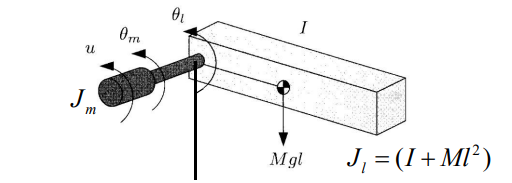 θₗ
I
θₘ
u
Jₘ
Mgl
Jₗ = (I + Ml²)